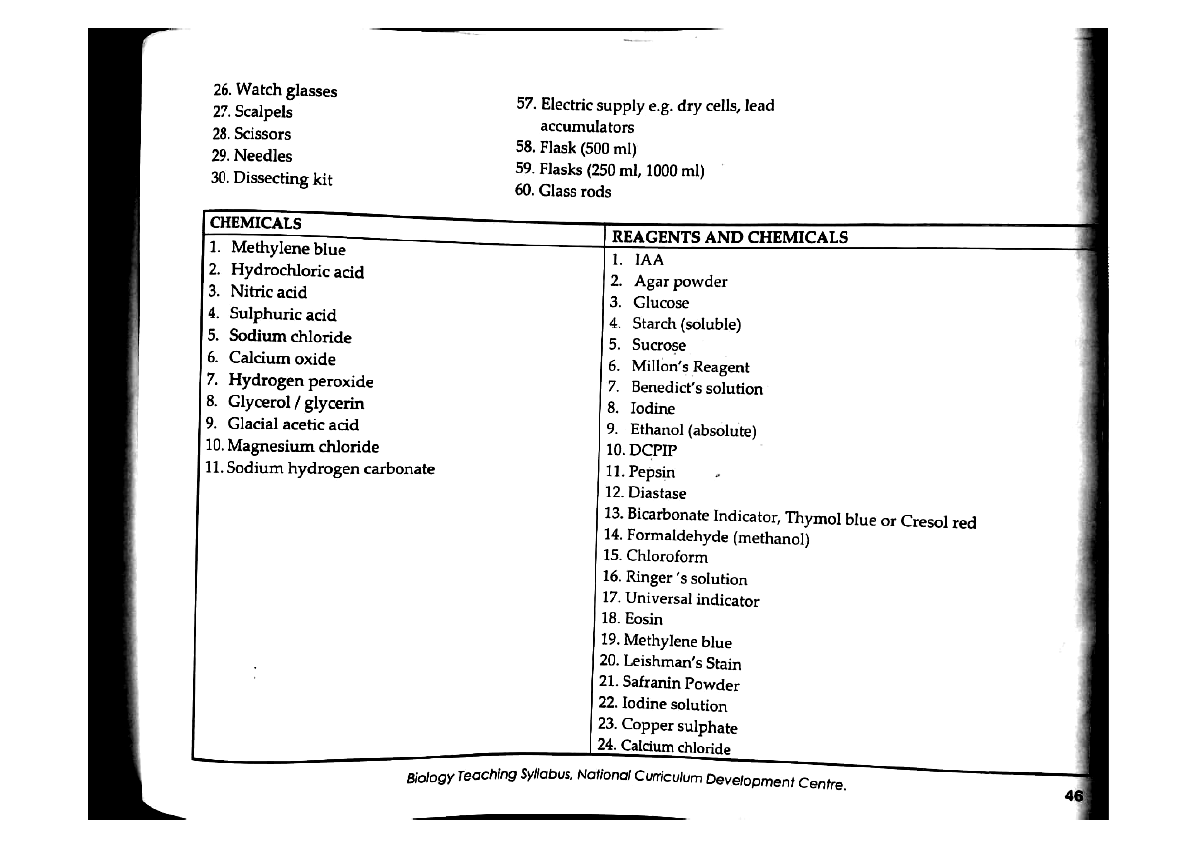 26. Watch glasses
27. Scalpels
28. Scissors
29. Needles
30. Dissecting kit
57. Electric supply e.g. dry cells, lead
accumulators
58. Flask (500 ml)
59. Flasks (250 ml, 1000 ml)
60. Glass rods
CHEMICALS
1. Methylene blue
2. Hydrochloric acid
3. Nitric acid
4. Sulphuric acid
5. Sodium chloride
6. Calcium oxide
7. Hydrogen peroxide
8. Glycerol / glycerin
9. Glacial acetic acid
10. Magnesium chloride
11. Sodium hydrogen carbonate
REAGENTS AND CHEMICALS
1. IAA
2. Agar powder
3. Glucose
4. Starch (soluble)
5. Sucrose
6. Millon's Reagent
7. Benedict's solution
8. Iodine
9. Ethanol (absolute)
10. DCPIP
11. Pepsin
12. Diastase
13. Bicarbonate Indicator, Thymol blue or Cresol red
14. Formaldehyde (methanol)
15. Chloroform
16. Ringer 's solution
17. Universal indicator
18. Eosin
19. Methylene blue
20. Leishman's Stain
21. Safranin Powder
22. Iodine solution
23. Copper sulphate
24. Calcium chloride
Biology Teaching Syllabus, National Curriculum Development Centre.
46